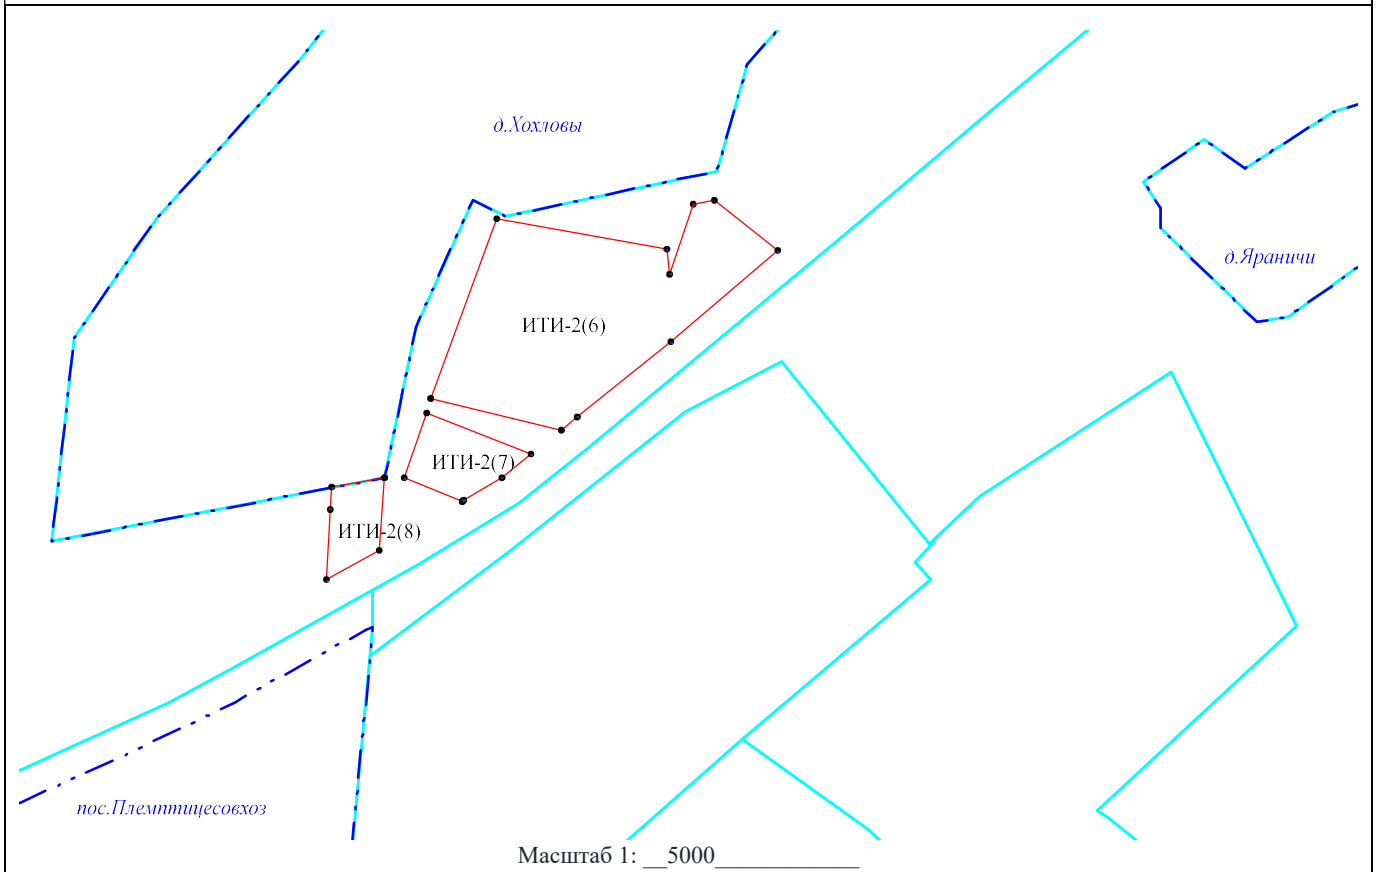 д.Хохловы
д.Яраничи
ИТИ-2(6)
ИТИ-2(7)
ИТИ-2(8)
пос.Племптицесовхоз
Масштаб 1: __5000____________